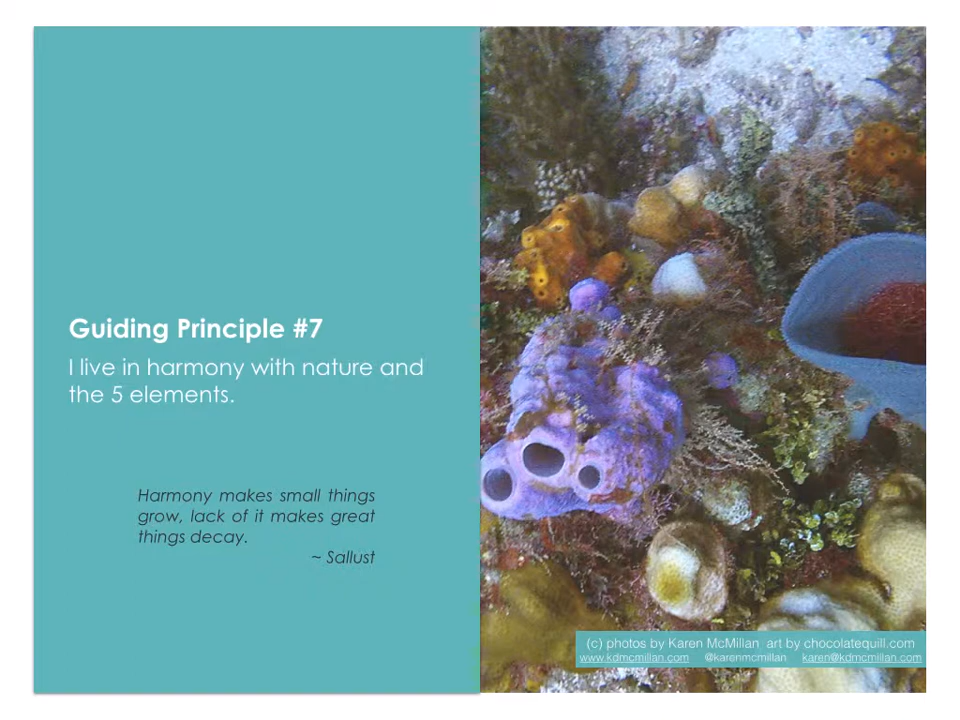 Guiding Principle #7
I live in harmony with nature and
the 5 elements.
Harmony makes small things
grow, lack of it makes great
things decay.
~ Sallust
(c) photos by Karen McMillan art by chocolatequill.com
www.kdmcmillan.com @karenmcmillan karen@kdmcmillan.com